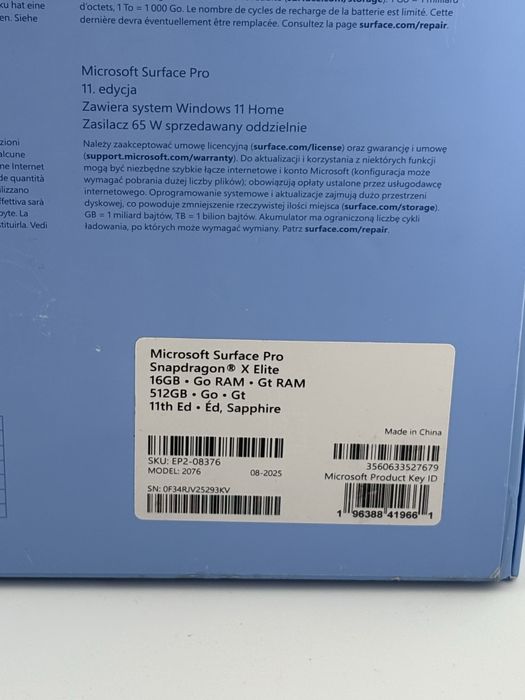 d'octets, 1 To = 1 000 Go. Le nombre de cycles de recharge de la batterie est limité. Cette
dernière devra éventuellement être remplacée. Consultez la page surface.com/repair.
ku hat eine
en. Siehe
Microsoft Surface Pro
11. edycja
Zawiera system Windows 11 Home
Zasilacz 65 W sprzedawany oddzielnie
Należy zaakceptować umowę licencyjną (surface.com/license) oraz gwarancję i umowę
(support.microsoft.com/warranty). Do aktualizacji i korzystania z niektórych funkcji
mogą być niezbędne szybkie łącze internetowe i konto Microsoft (konfiguracja może
wymagać pobrania dużej liczby plików); obowiązują opłaty ustalone przez usługodawcę
internetowego. Oprogramowanie systemowe i aktualizacje zajmują dużo przestrzeni
dyskowej, co powoduje zmniejszenie rzeczywistej ilości miejsca (surface.com/storage).
GB = 1 miliard bajtów, TB = 1 bilion bajtów. Akumulator ma ograniczoną liczbę cykli
ładowania, po których może wymagać wymiany. Patrz surface.com/repair.
zioni
alcune
ne Internet
de quantità
ilizzano
ffettiva sarà
byte. La
stituirla. Vedi
Microsoft Surface Pro
Snapdragon® X Elite
16GB • Go RAM • Gt RAM
512GB • Go • Gt
11th Ed • Éd, Sapphire
Made in China
SKU: EP2-08376
MODEL: 2076
08-2025
3560633527679
Microsoft Product Key ID
SN: 0F34RJV25293KV
1 96388 41966 1